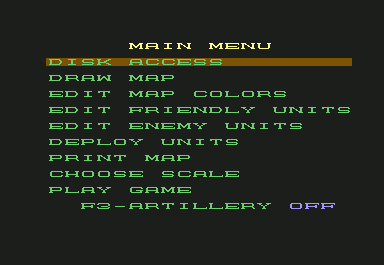 MAIN MENU
DISK ACCESS
DRAW MAP
EDIT MAP COLORS
EDIT FRIENDLY UNITS
EDIT ENEMY UNITS
DEPLOY UNITS
PRINT MAP
CHOOSE SCALE
PLAY GAME
F3-ARTILLERY OFF